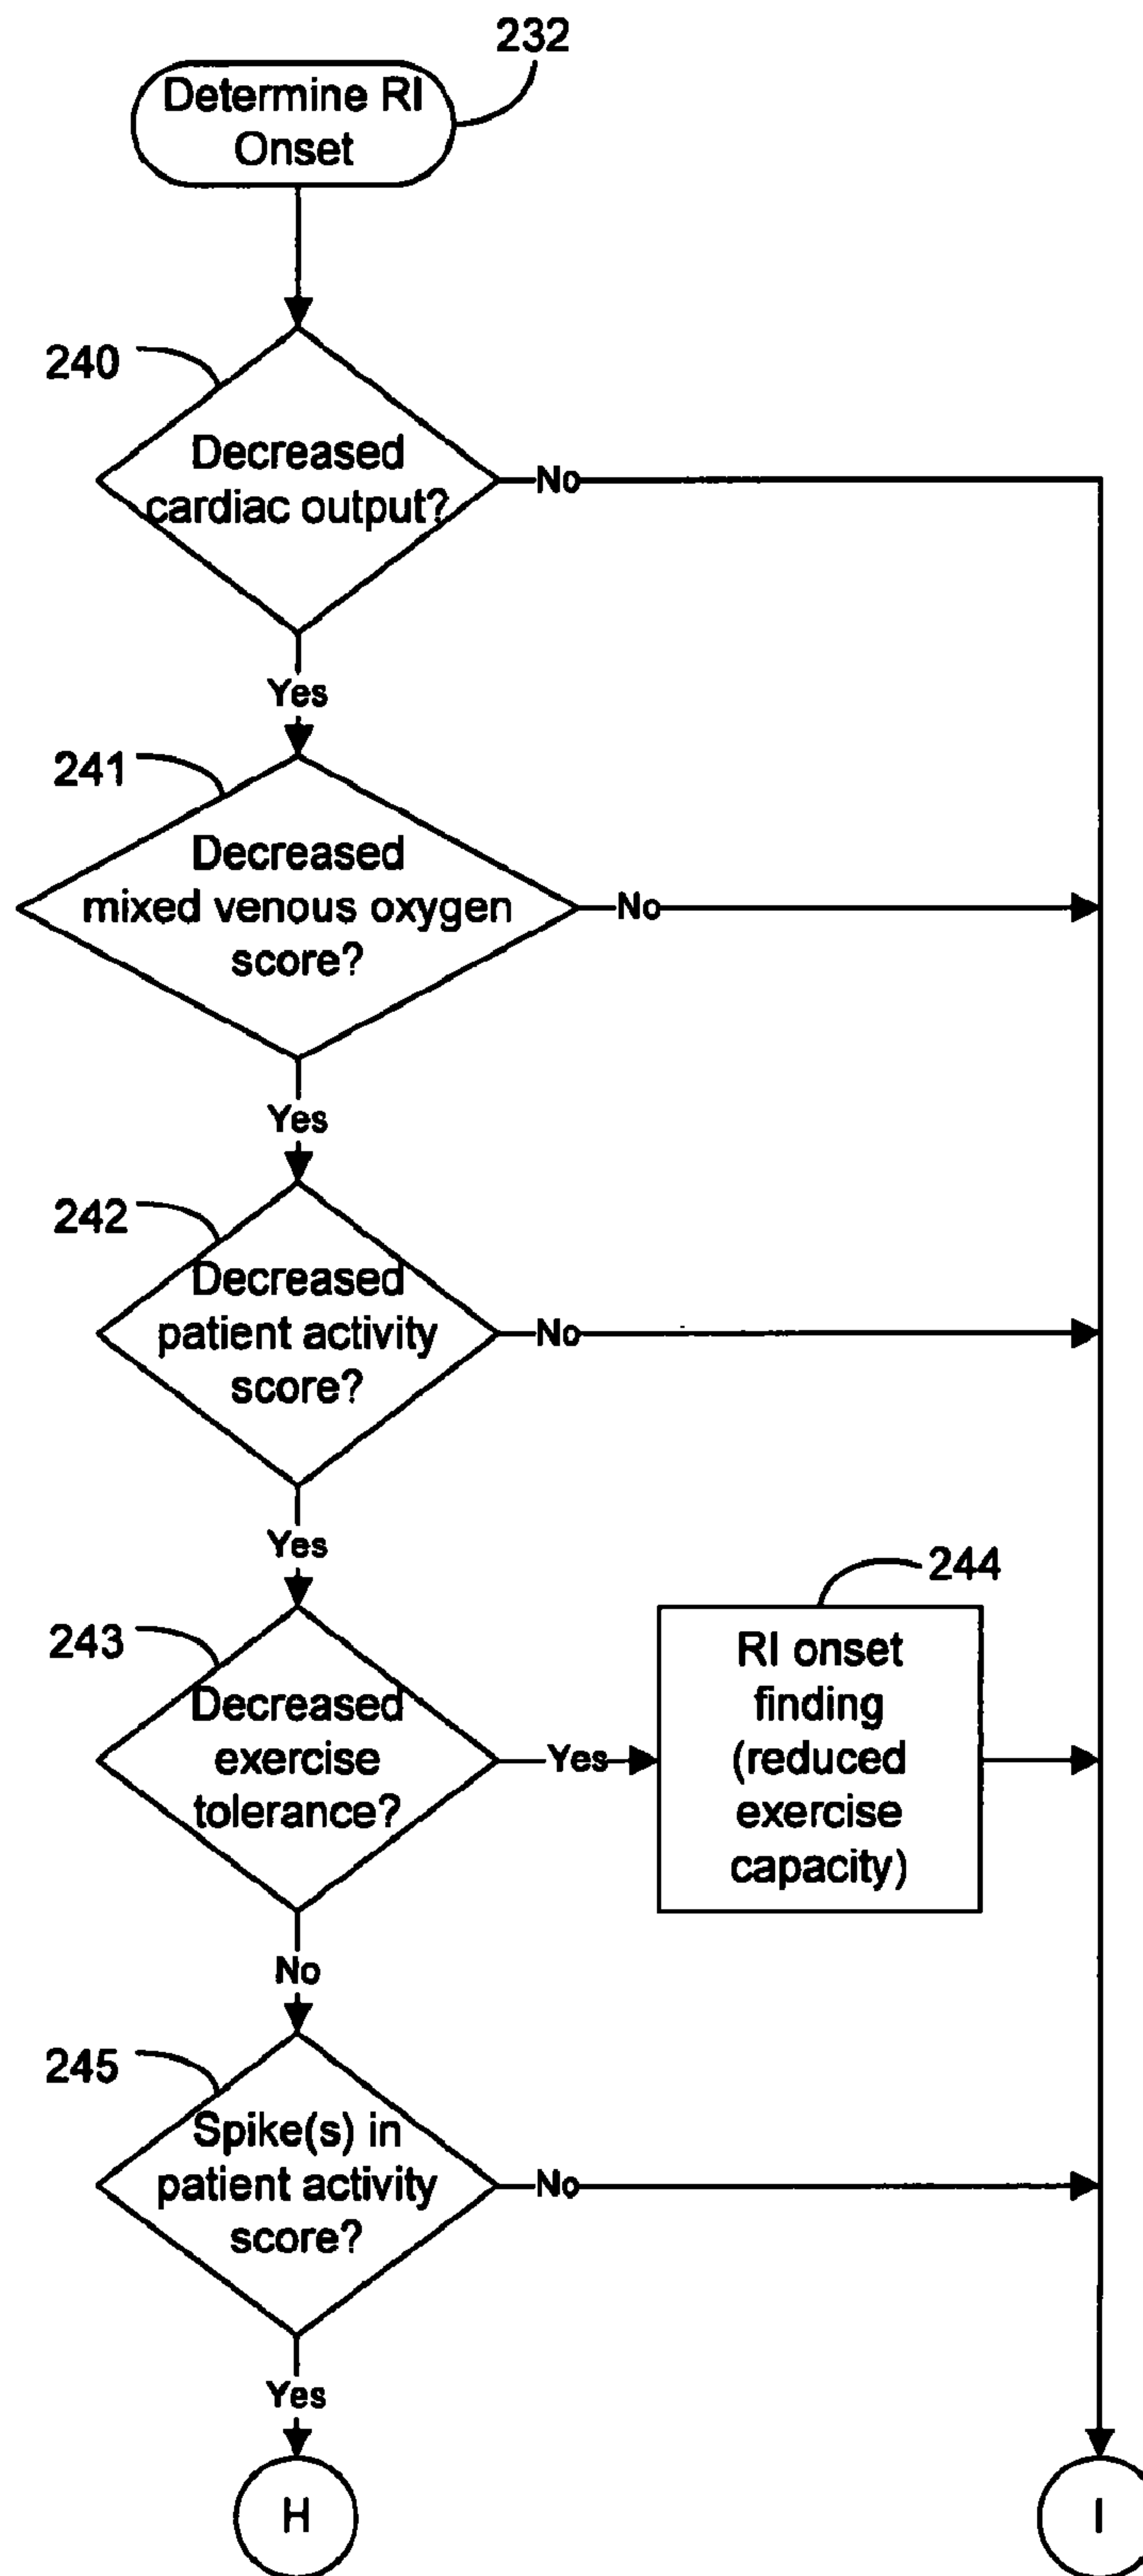 232
Determine RI
Onset
240
Decreased
cardiac output?
No
Yes
241
Decreased
mixed venous oxygen
score?
No
Yes
242
Decreased
patient activity
score?
No
Yes
243
Decreased
exercise
tolerance?
Yes
244
RI onset
finding
(reduced
exercise
capacity)
No
245
Spike(s) in
patient activity
score?
No
Yes
H
I